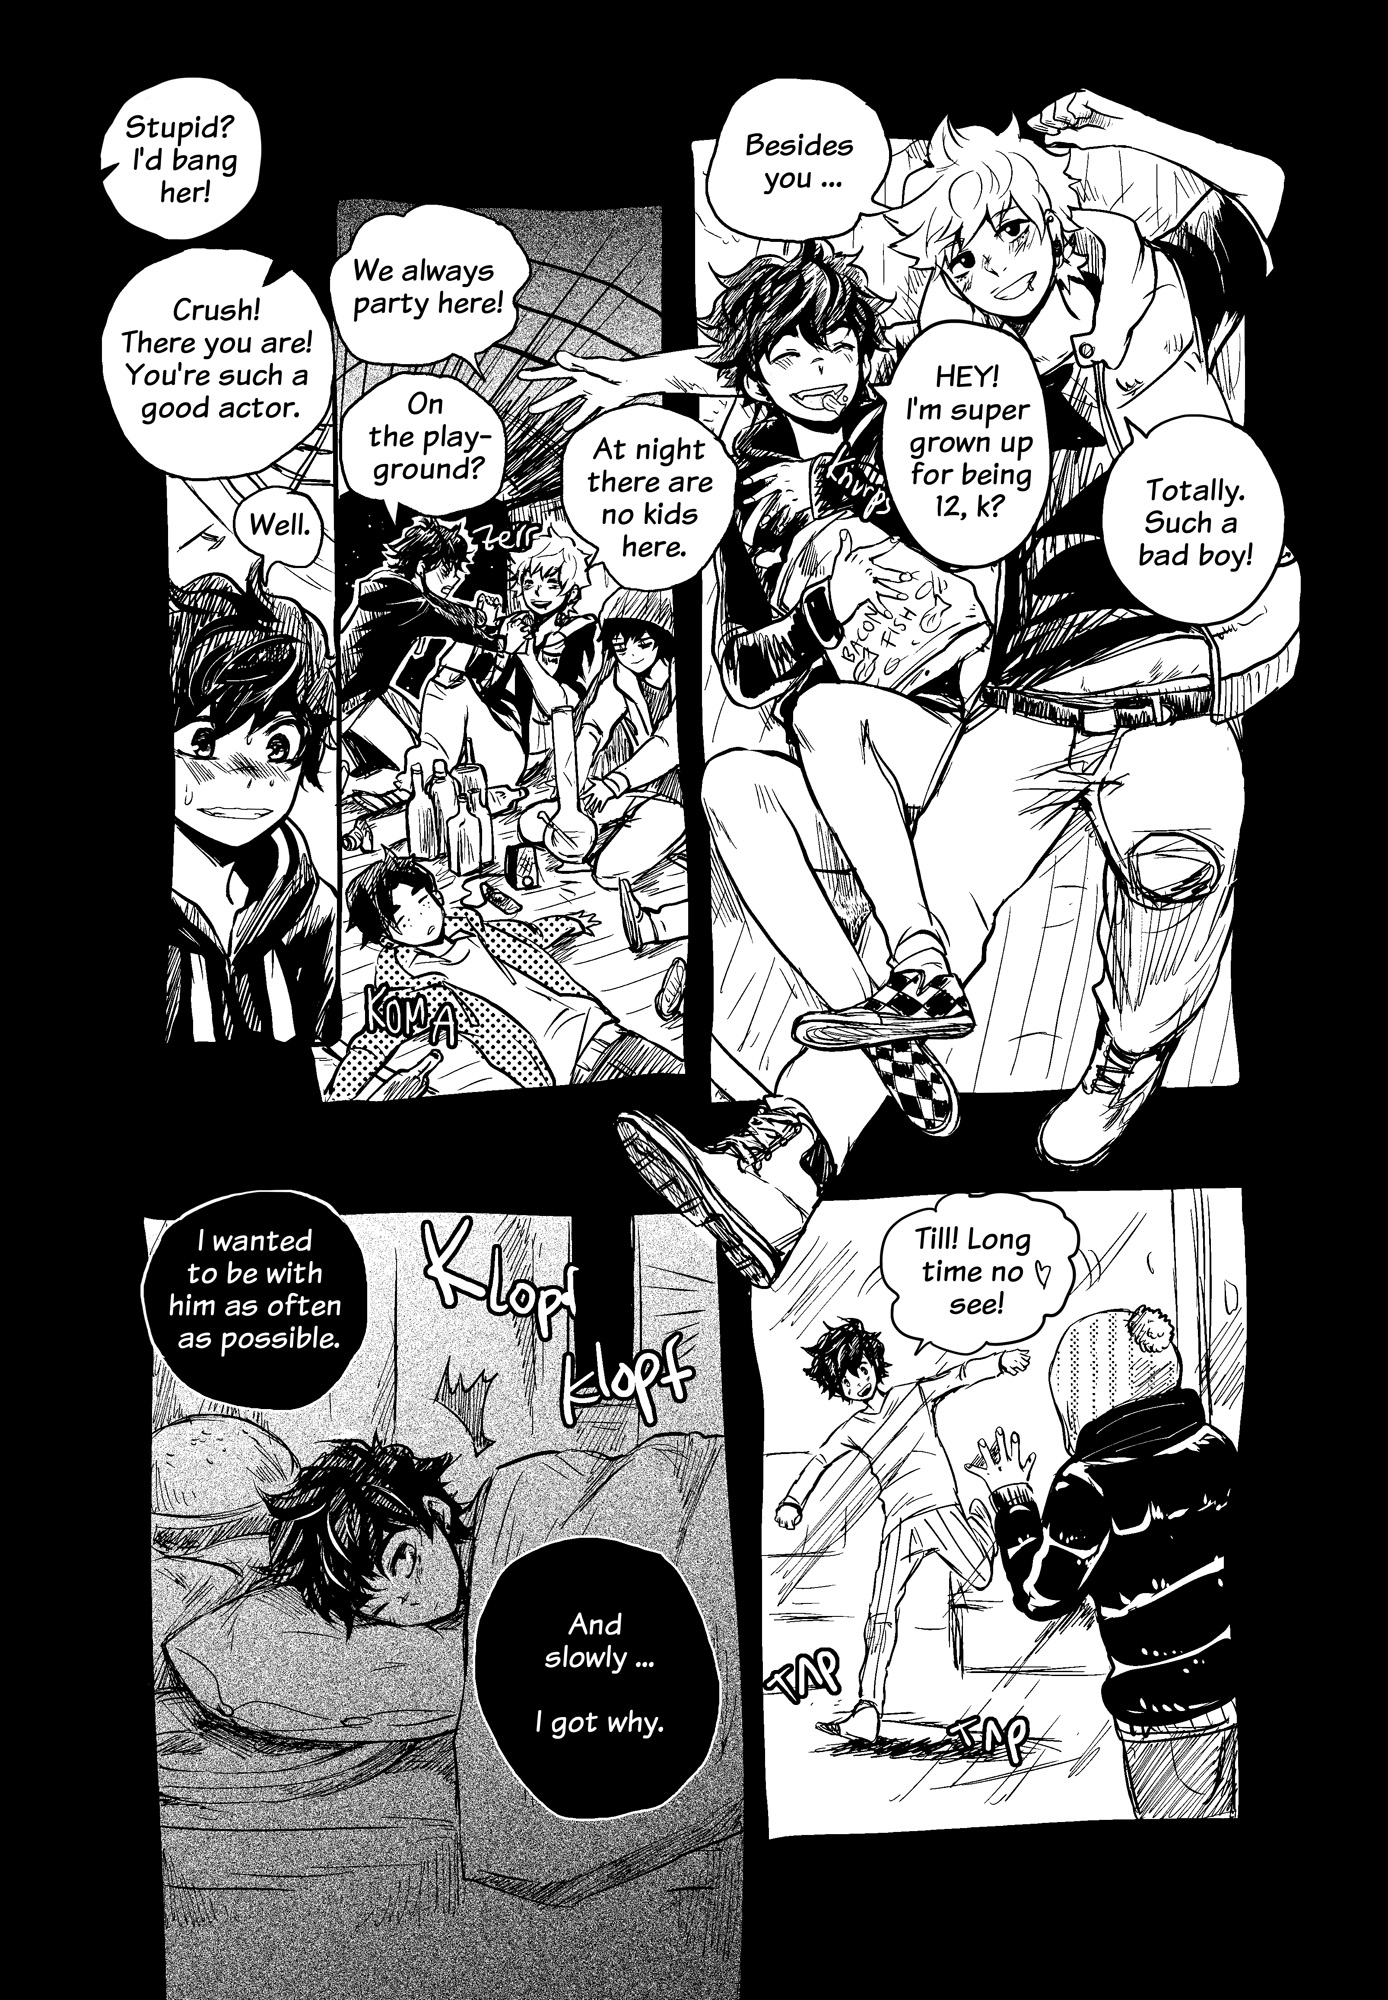 Stupid?
I'd bang
her!
Crush!
There you are!
You're such a
good actor.
Well.
We always
party here!
On
the play-
ground?
At night
there are
no kids
here.
Zerr
KOMA
Besides
you ...
HEY!
I'm super
grown up
for being
12, k?
Totally.
Such a
bad boy!
Knurps
BACON
FISH
I wanted
to be with
him as often
as possible.
Klopf
Klopf
And
slowly ...
I got why.
Till! Long
time no
see!
TAP
TAP